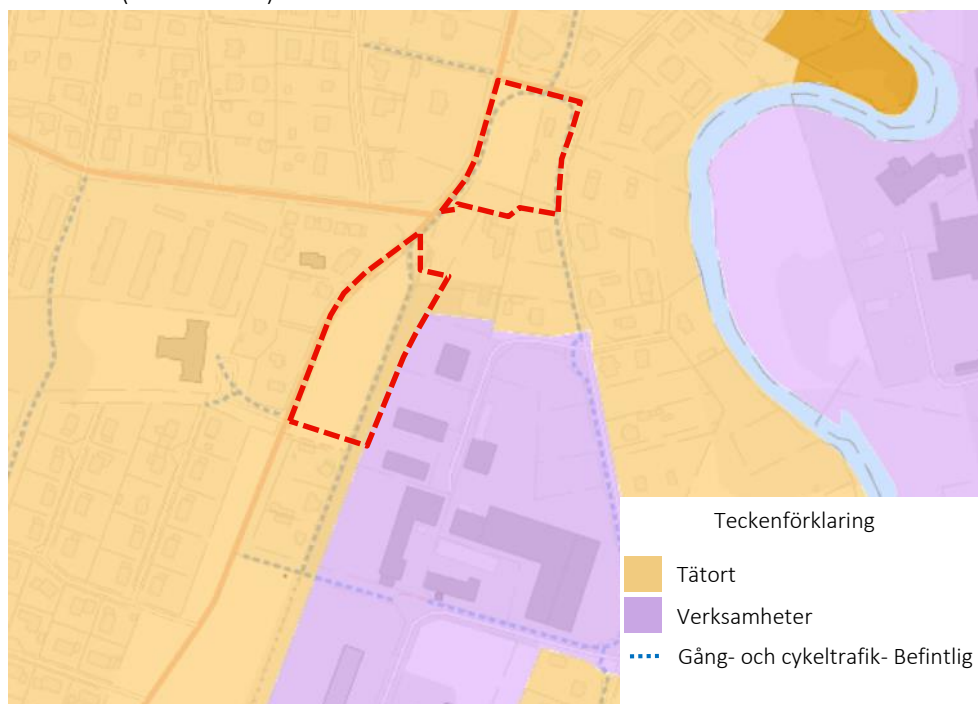 Teckenförklaring
Tätort
Verksamheter
Gång- och cykeltrafik- Befintlig